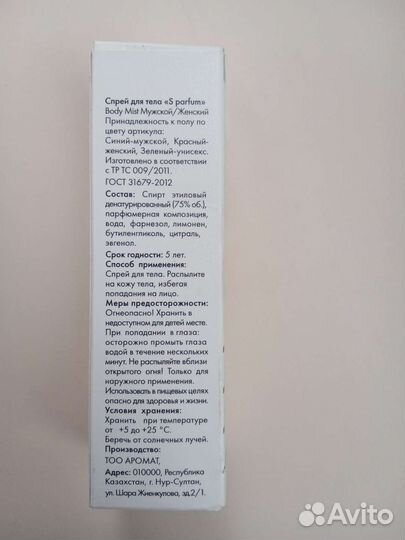 Спрей для тела «S parfum»
Body Mist Мужской/Женский
Принадлежность к полу по
цвету артикула:
Синий-мужской, Красный-
женский, Зеленый-унисекс.
Изготовлено в соответствии
с ТР ТС 009/2011.
ГОСТ 31679-2012
Состав: Спирт этиловый
денатурированный (75% об.),
парфюмерная композиция,
вода, фарнезол, лимонен,
бутиленгликоль, цитраль,
эвгенол.
Срок годности: 5 лет.
Способ применения:
Спрей для тела. Распылите
на кожу тела, избегая
попадания на лицо.
Меры предосторожности:
Огнеопасно! Хранить в
недоступном для детей месте.
При попадании в глаза:
осторожно промыть глаза
водой в течение нескольких
минут. Не распыляйте вблизи
открытого огня! Только для
наружного применения.
Использовать в пищевых целях
опасно для здоровья и жизни.
Условия хранения:
Хранить при температуре
от +5 до +25 °С.
Беречь от солнечных лучей.
Производство:
ТОО АРОМАТ,
Адрес: 010000, Республика
Казахстан, г. Нур-Султан,
ул. Шара Жиенкулова, зд.2/1.
Avito